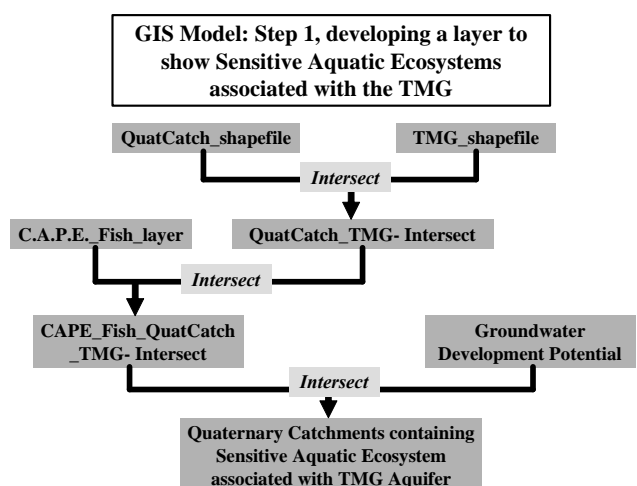 GIS Model: Step 1, developing a layer to
show Sensitive Aquatic Ecosystems
associated with the TMG
QuatCatch_shapefile
TMG_shapefile
Intersect
C.A.P.E._Fish_layer
QuatCatch_TMG- Intersect
Intersect
CAPE_Fish_QuatCatch
_TMG- Intersect
Groundwater
Development Potential
Intersect
Quaternary Catchments containing
Sensitive Aquatic Ecosystem
associated with TMG Aquifer